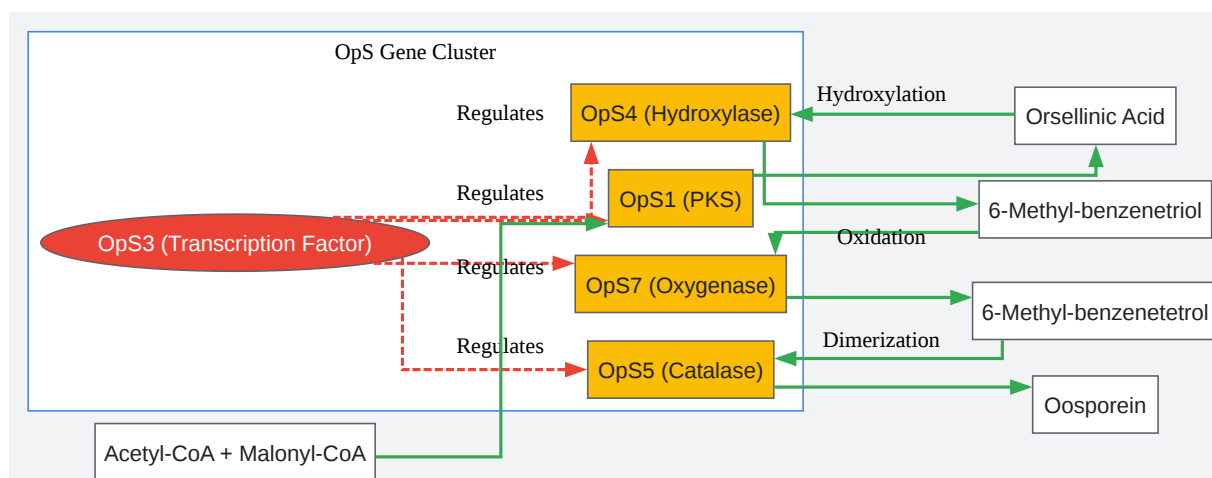 OpS Gene Cluster
Regulates
OpS4 (Hydroxylase)
Hydroxylation
Orsellinic Acid
Regulates
OpS1 (PKS)
6-Methyl-benzenetriol
OpS3 (Transcription Factor)
Oxidation
Regulates
OpS7 (Oxygenase)
6-Methyl-benzenetetrol
Regulates
Dimerization
OpS5 (Catalase)
Oosporein
Acetyl-CoA + Malonyl-CoA